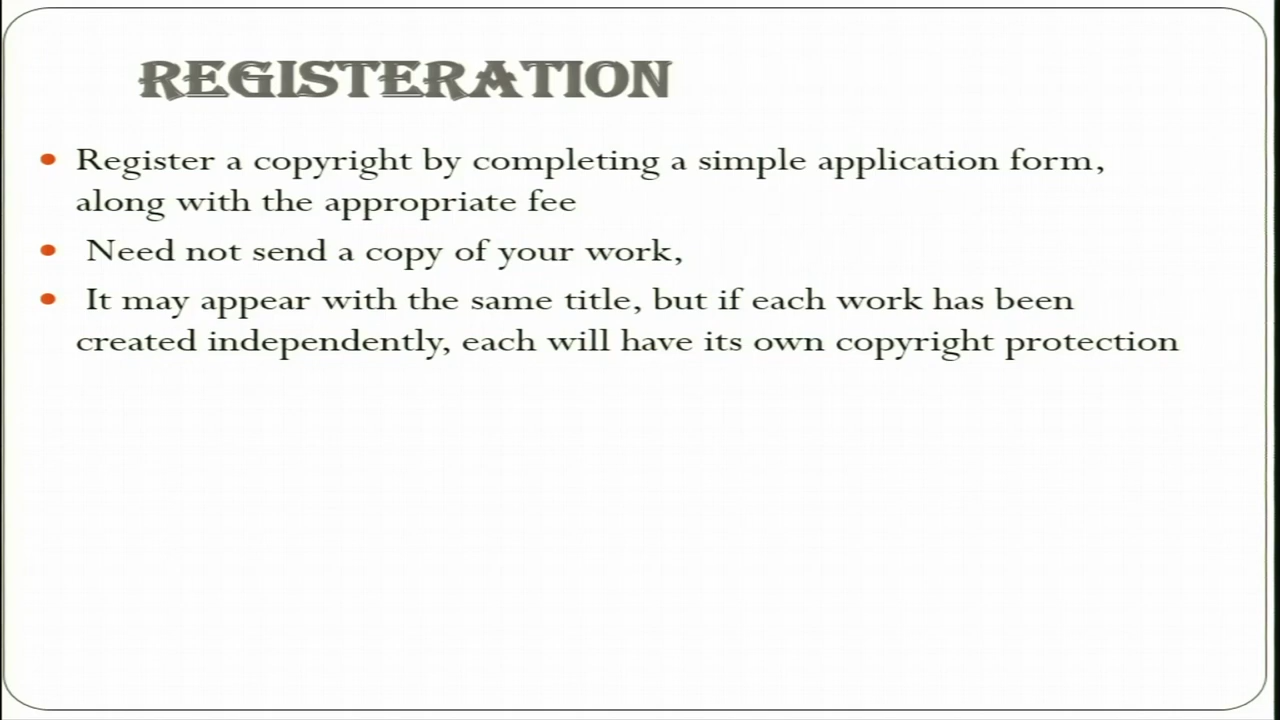 REGISTERATION
• Register a copyright by completing a simple application form,
along with the appropriate fee
• Need not send a copy of your work,
• It may appear with the same title, but if each work has been
created independently, each will have its own copyright protection